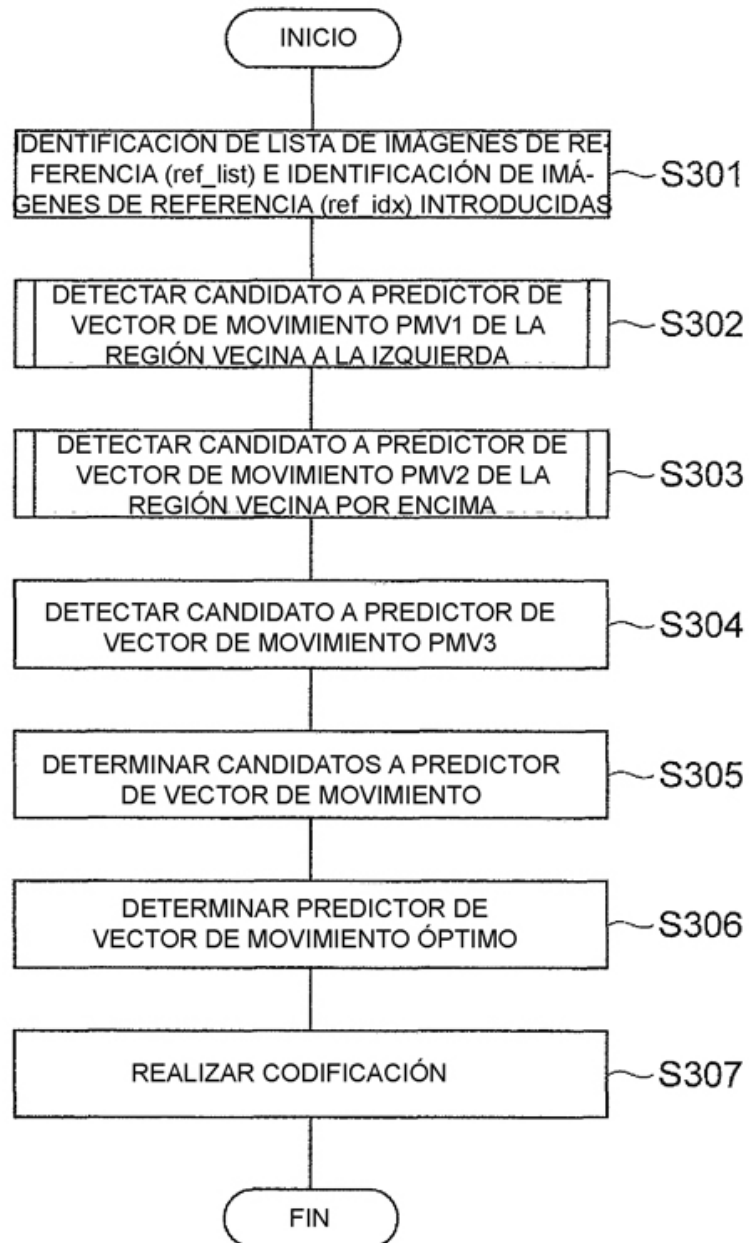 INICIO
IDENTIFICACIÓN DE LISTA DE IMÁGENES DE RE-
FERENCIA (ref_list) E IDENTIFICACIÓN DE IMÁ-
GENES DE REFERENCIA (ref_idx) INTRODUCIDAS
S301
DETECTAR CANDIDATO A PREDICTOR DE
VECTOR DE MOVIMIENTO PMV1 DE LA
REGIÓN VECINA A LA IZQUIERDA
S302
DETECTAR CANDIDATO A PREDICTOR DE
VECTOR DE MOVIMIENTO PMV2 DE LA
REGIÓN VECINA POR ENCIMA
S303
DETECTAR CANDIDATO A PREDICTOR DE
VECTOR DE MOVIMIENTO PMV3
S304
DETERMINAR CANDIDATOS A PREDICTOR
DE VECTOR DE MOVIMIENTO
S305
DETERMINAR PREDICTOR DE
VECTOR DE MOVIMIENTO ÓPTIMO
S306
REALIZAR CODIFICACIÓN
S307
FIN